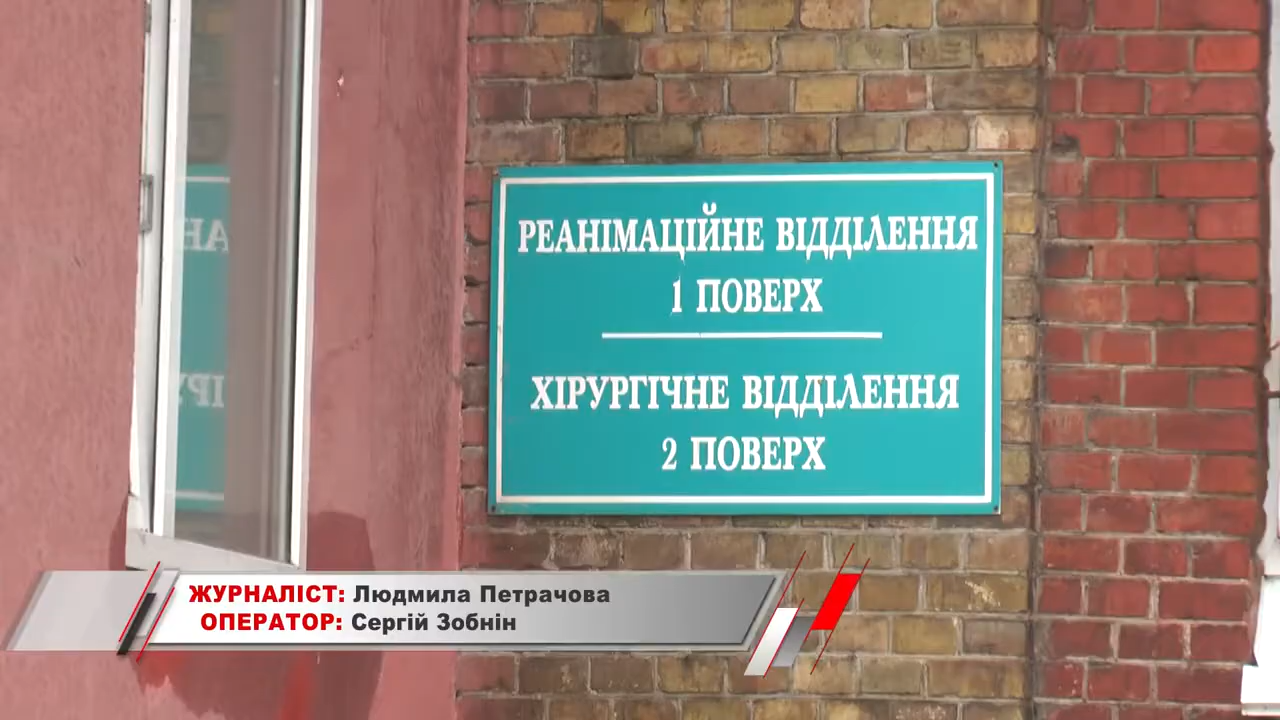 РЕАНІМАЦІЙНЕ ВІДДІЛЕННЯ
1 ПОВЕРХ
ХІРУРГІЧНЕ ВІДДІЛЕННЯ
2 ПОВЕРХ
ЖУРНАЛІСТ: Людмила Петрачова
ОПЕРАТОР: Сергій Зобнін